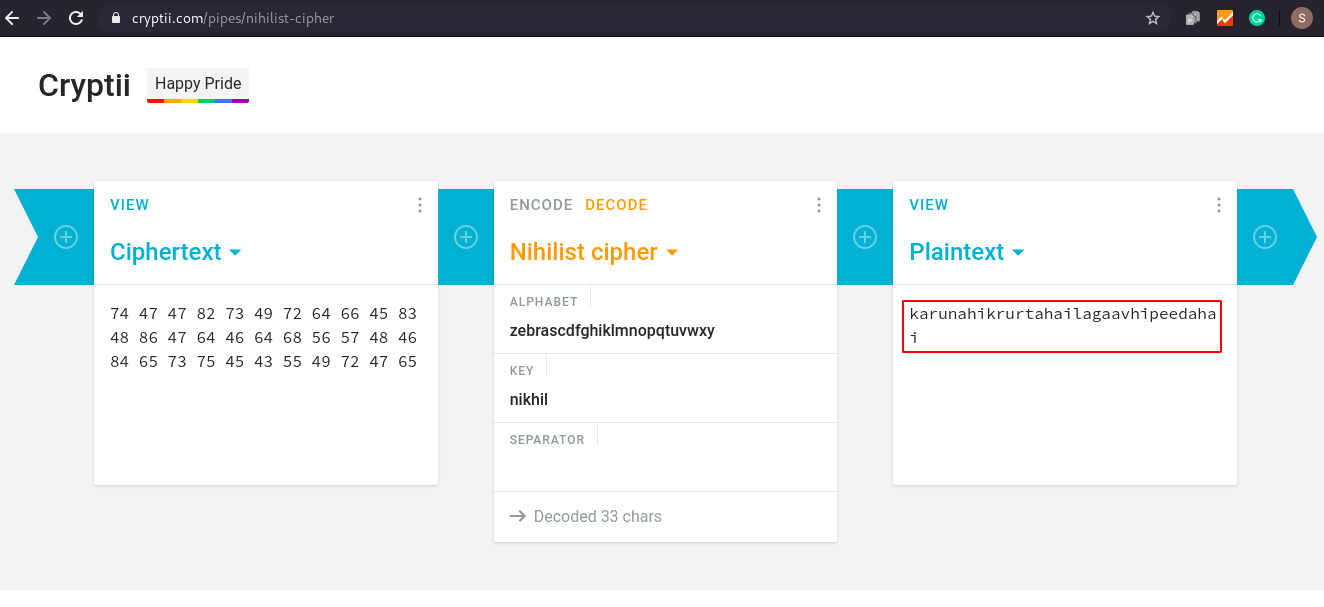 cryptii.com/pipes/nihilist-cipher
S
Cryptii
Happy Pride
VIEW
Ciphertext
74 47 47 82 73 49 72 64 66 45 83
48 86 47 64 46 64 68 56 57 48 46
84 65 73 75 45 43 55 49 72 47 65
ENCODE DECODE
Nihilist cipher
ALPHABET
zebrascdfghiklmnopqtuvwxy
KEY
nikhil
SEPARATOR
Decoded 33 chars
VIEW
Plaintext
karunahikrurtahailagaavhipeedaha
i